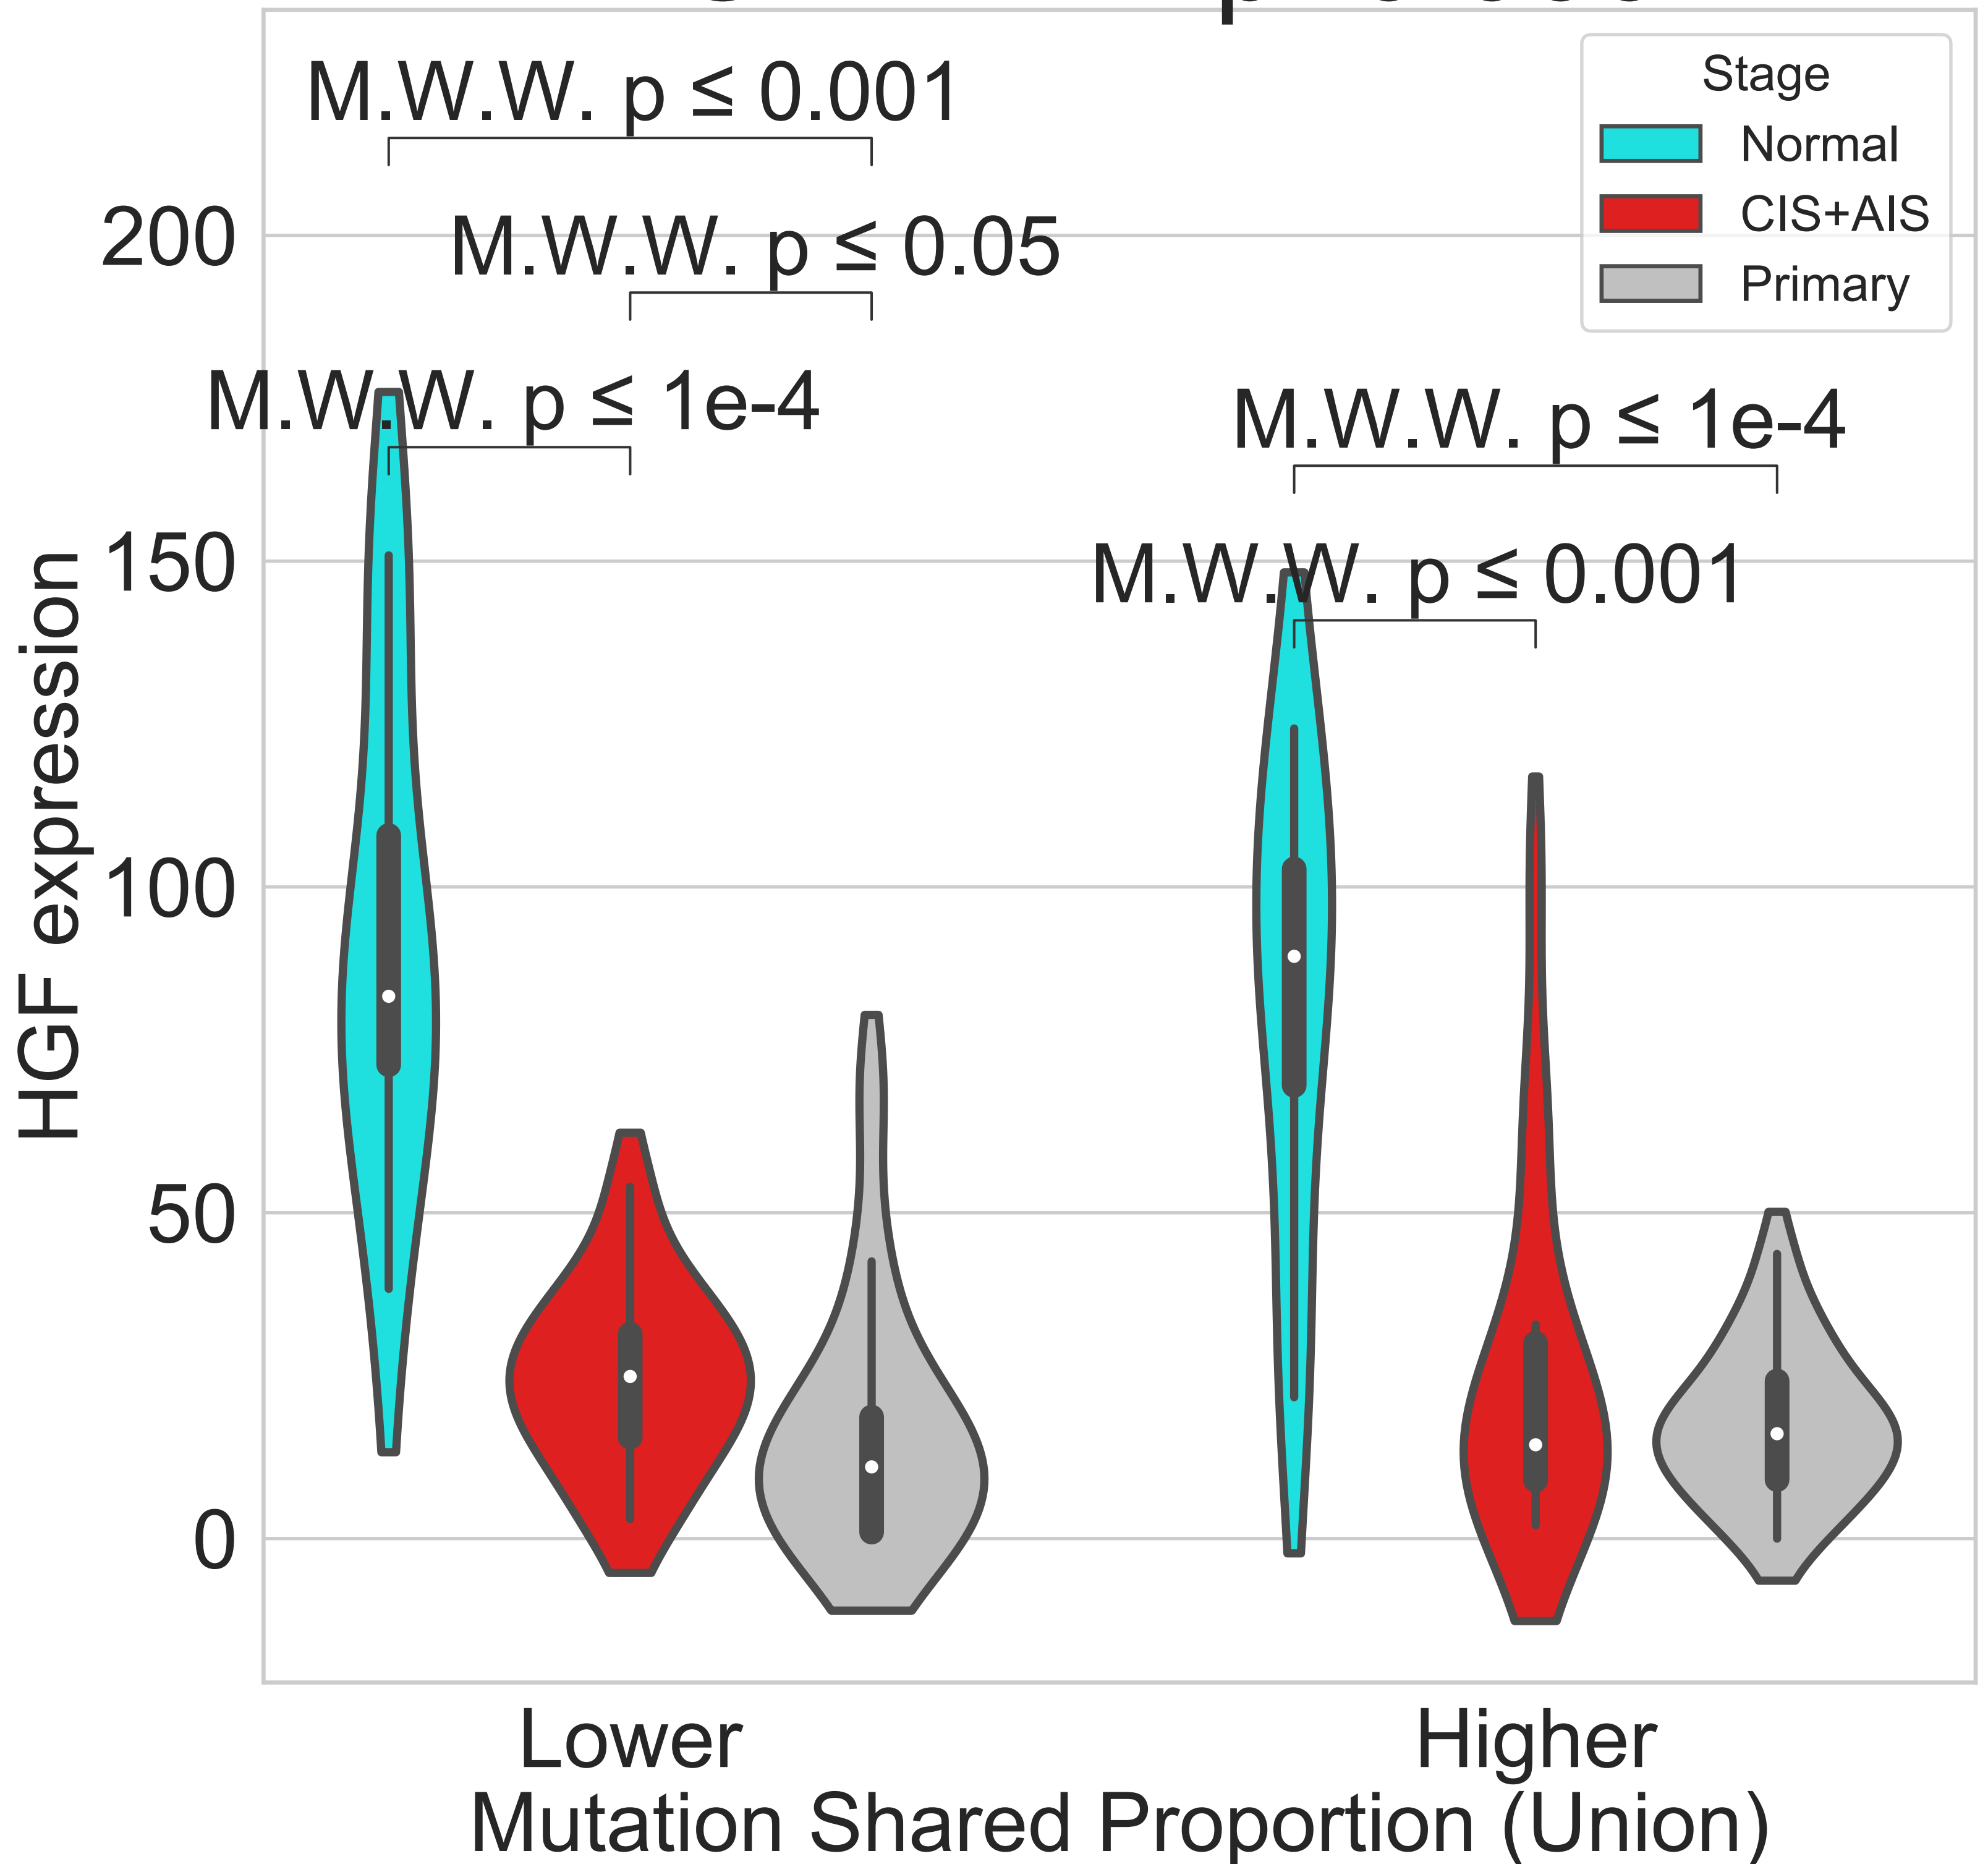 M.W.W. p ≤ 0.001
M.W.W. p ≤ 0.05
M.W.W. p ≤ 1e-4
M.W.W. p ≤ 1e-4
M.W.W. p ≤ 0.001
Stage
Normal
CIS+AIS
Primary
HGF expression
200
150
100
50
0
Lower
Higher
Mutation Shared Proportion (Union)